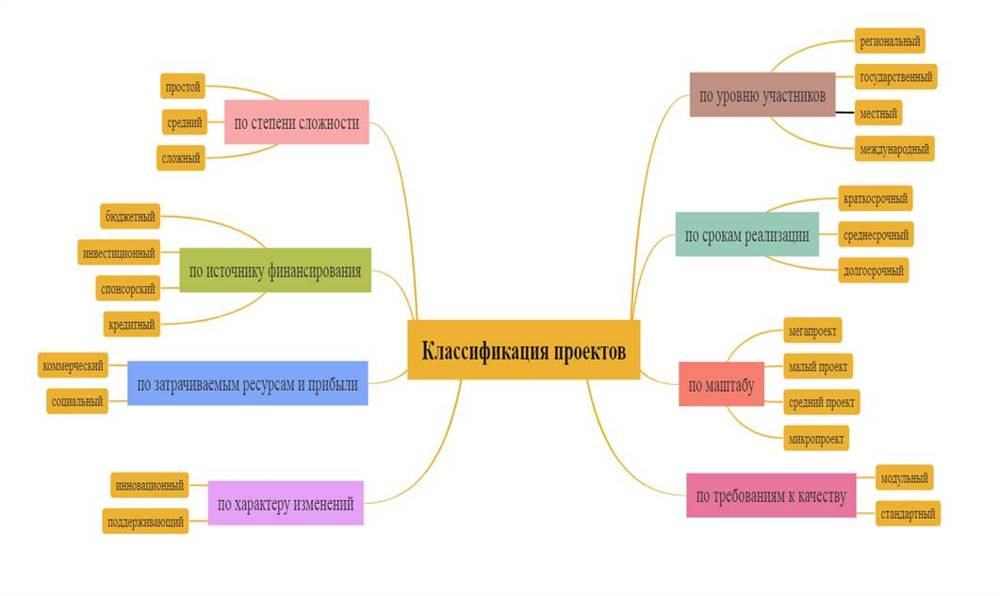 Классификация проектов
по степени сложности
простой
средний
сложный
по источнику финансирования
бюджетный
инвестиционный
спонсорский
кредитный
по затрачиваемым ресурсам и прибыли
коммерческий
социальный
по характеру изменений
инновационный
поддерживающий
по уровню участников
региональный
государственный
местный
международный
по срокам реализации
краткосрочный
среднесрочный
долгосрочный
по маштабу
мегапроект
малый проект
средний проект
микропроект
по требованиям к качеству
модульный
стандартный